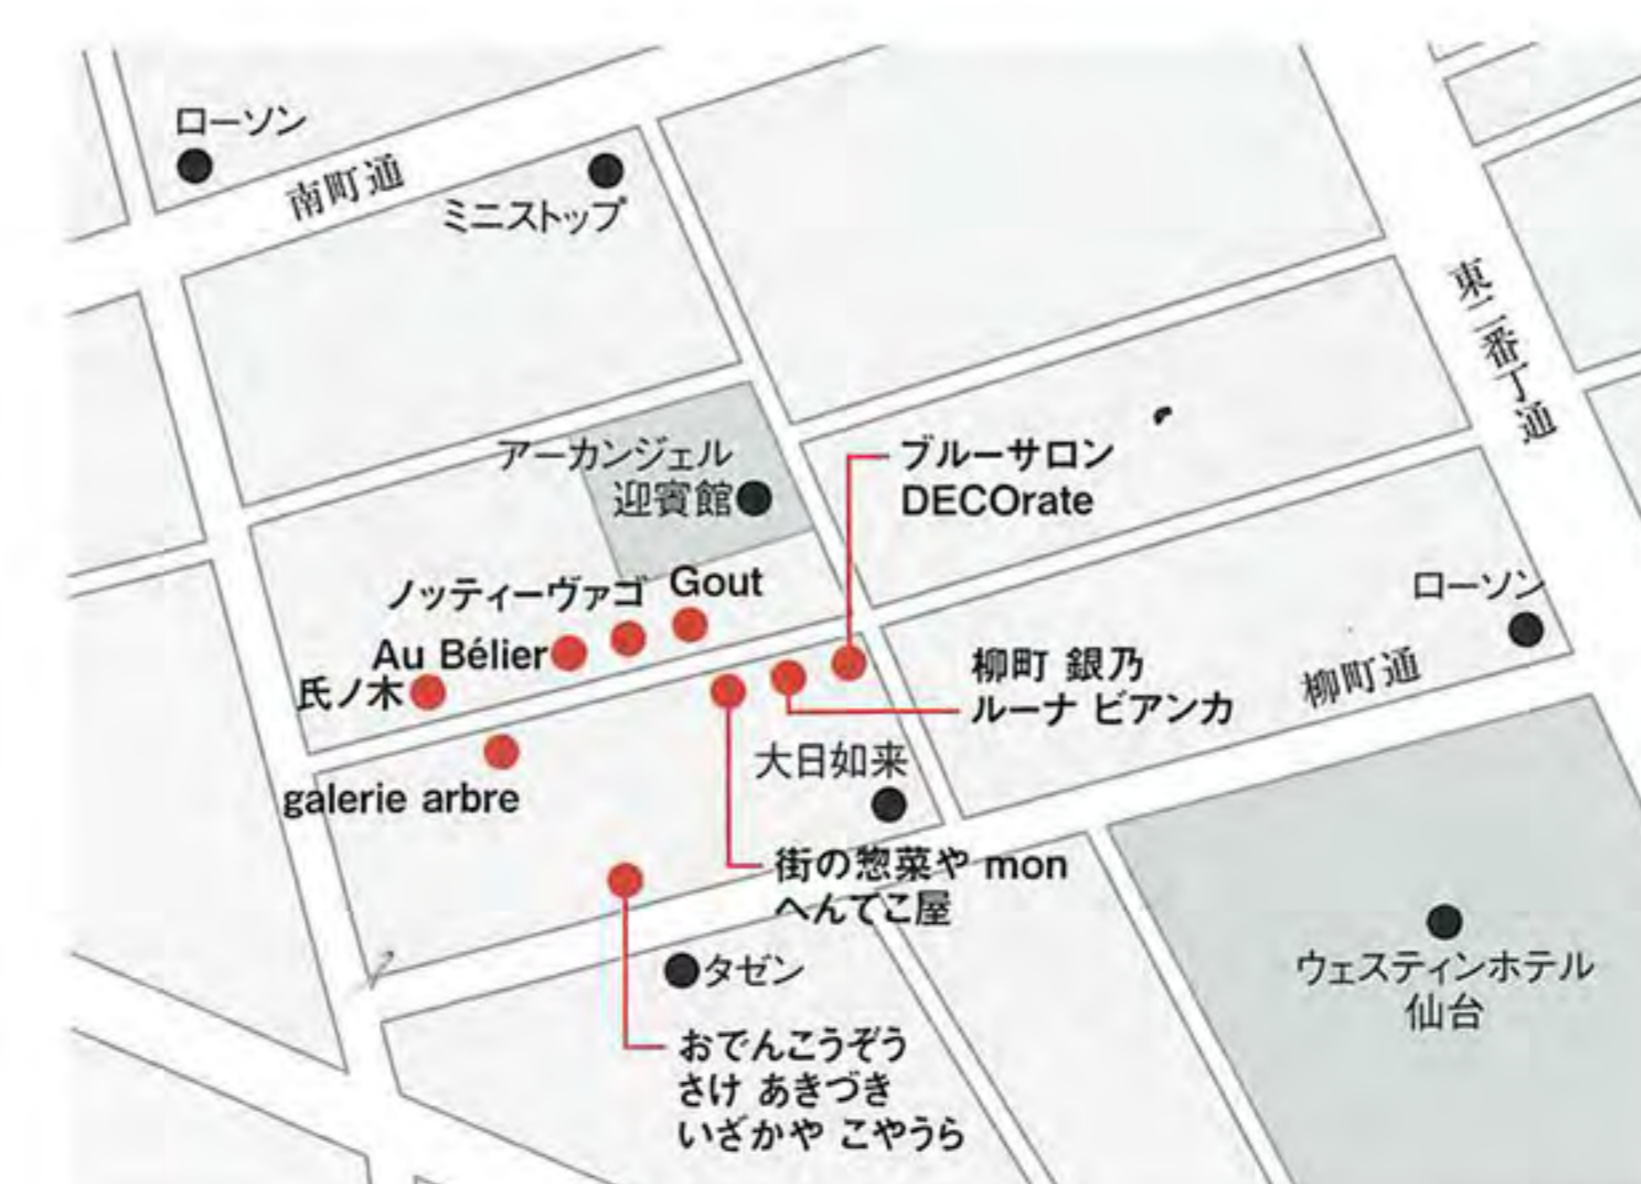 ローソン
南町通
ミニストップ
東二番丁通
アーカンジェル
迎賓館
ブルーサロン
DECOrate
ノッティーヴァゴ
Gout
Au Bélier
氏ノ木
galerie arbre
柳町 銀乃
ルーナ ビアンカ
ローソン
柳町通
大日如来
街の惣菜や mon
へんてこ屋
タゼン
ウェスティンホテル
仙台
おでんこうぞう
さけ あきづき
いざかや こやうら